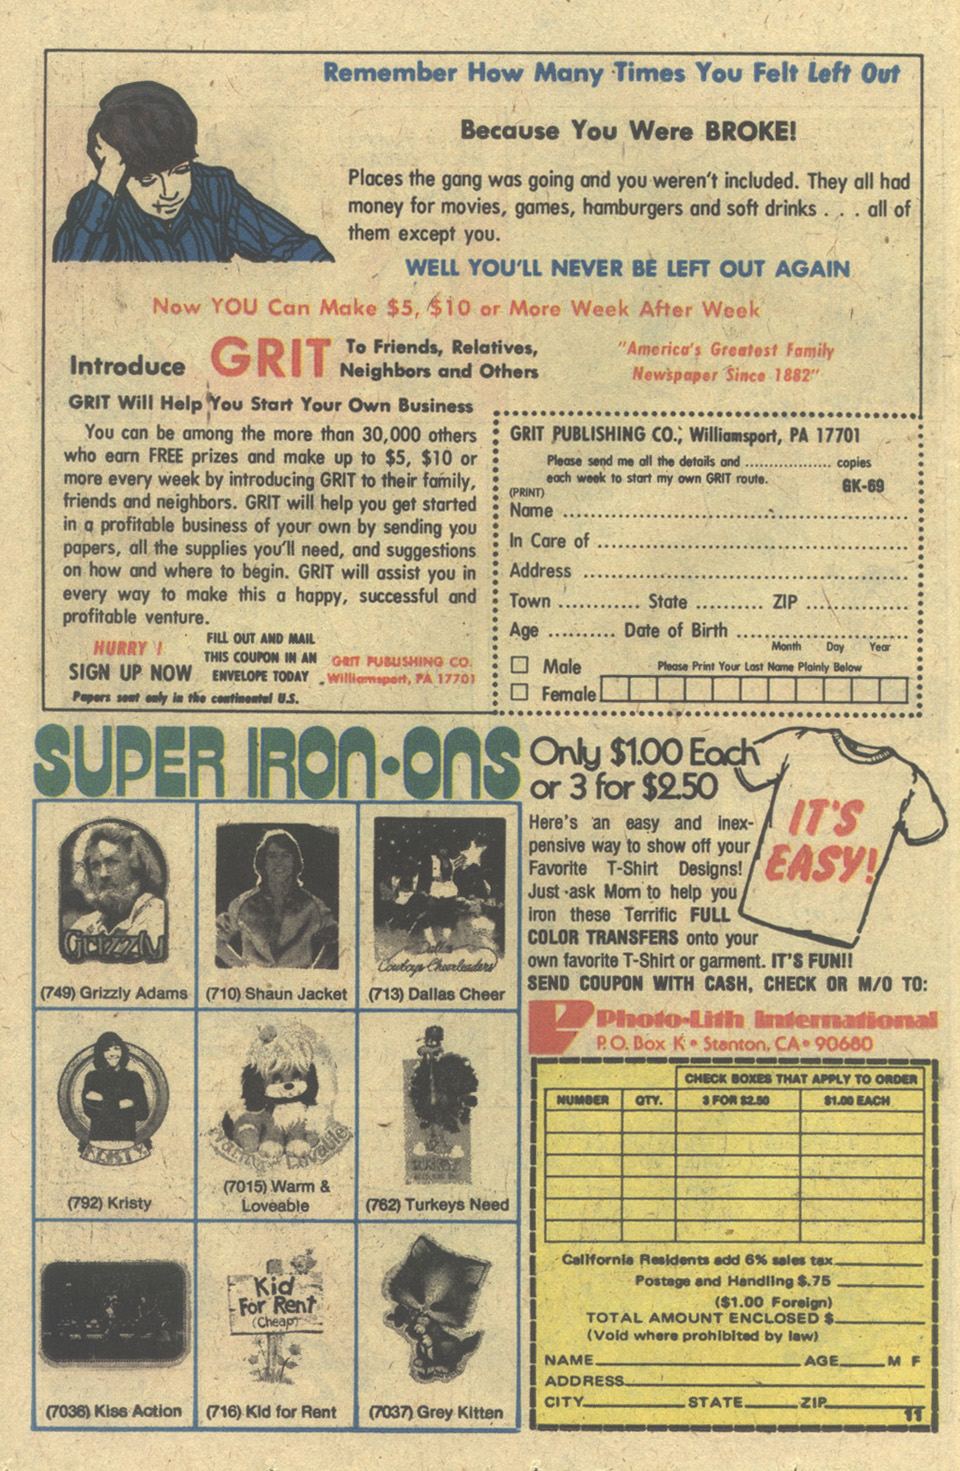 Remember How Many Times You Felt Left Out
Because You Were BROKE!
Places the gang was going and you weren't included. They all had
money for movies, games, hamburgers and soft drinks . . . all of
them except you.
WELL YOU'LL NEVER BE LEFT OUT AGAIN
Now YOU Can Make $5, $10 or More Week After Week
Introduce GRIT To Friends, Relatives,
Neighbors and Others
"America's Greatest Family
Newspaper Since 1882"
GRIT Will Help You Start Your Own Business
You can be among the more than 30,000 others
who earn FREE prizes and make up to $5, $10 or
more every week by introducing GRIT to their family,
friends and neighbors. GRIT will help you get started
in a profitable business of your own by sending you
papers, all the supplies you'll need, and suggestions
on how and where to begin. GRIT will assist you in
every way to make this a happy, successful and
profitable venture.
HURRY !
SIGN UP NOW
FILL OUT AND MAIL
THIS COUPON IN AN
ENVELOPE TODAY
GRIT PUBLISHING CO.
Williamsport, PA 17701
Papers sent only in the continental U.S.
GRIT PUBLISHING CO., Williamsport, PA 17701
Please send me all the details and .................. copies
each week to start my own GRIT route.
GK-69
(PRINT)
Name
In Care of
Address
Town ............ State .......... ZIP
Age .......... Date of Birth
Month Day Year
Male
Please Print Your Last Name Plainly Below
Female
SUPER IRON-ONS
Only $1.00 Each
or 3 for $2.50
IT'S
EASY!
Here's an easy and inex-
pensive way to show off your
Favorite T-Shirt Designs!
Just ask Mom to help you
iron these Terrific FULL
COLOR TRANSFERS onto your
own favorite T-Shirt or garment. IT'S FUN!!
SEND COUPON WITH CASH, CHECK OR M/O TO:
Photo-Lith International
P.O. Box K • Stanton, CA • 90680
Grizzly
(749) Grizzly Adams
(710) Shaun Jacket
Dallas
Cowboys Cheerleaders
(713) Dallas Cheer
KRISTY
(792) Kristy
Warm & Loveable
(7015) Warm &
Loveable
(762) Turkeys Need
(7036) Kiss Action
Kid
For Rent
(Cheap)
(716) Kid for Rent
(7037) Grey Kitten
CHECK BOXES THAT APPLY TO ORDER
NUMBER QTY. 3 FOR $2.50 $1.00 EACH
California Residents add 6% sales tax
Postage and Handling $.75
($1.00 Foreign)
TOTAL AMOUNT ENCLOSED $
(Void where prohibited by law)
NAME AGE M F
ADDRESS
CITY STATE ZIP
11